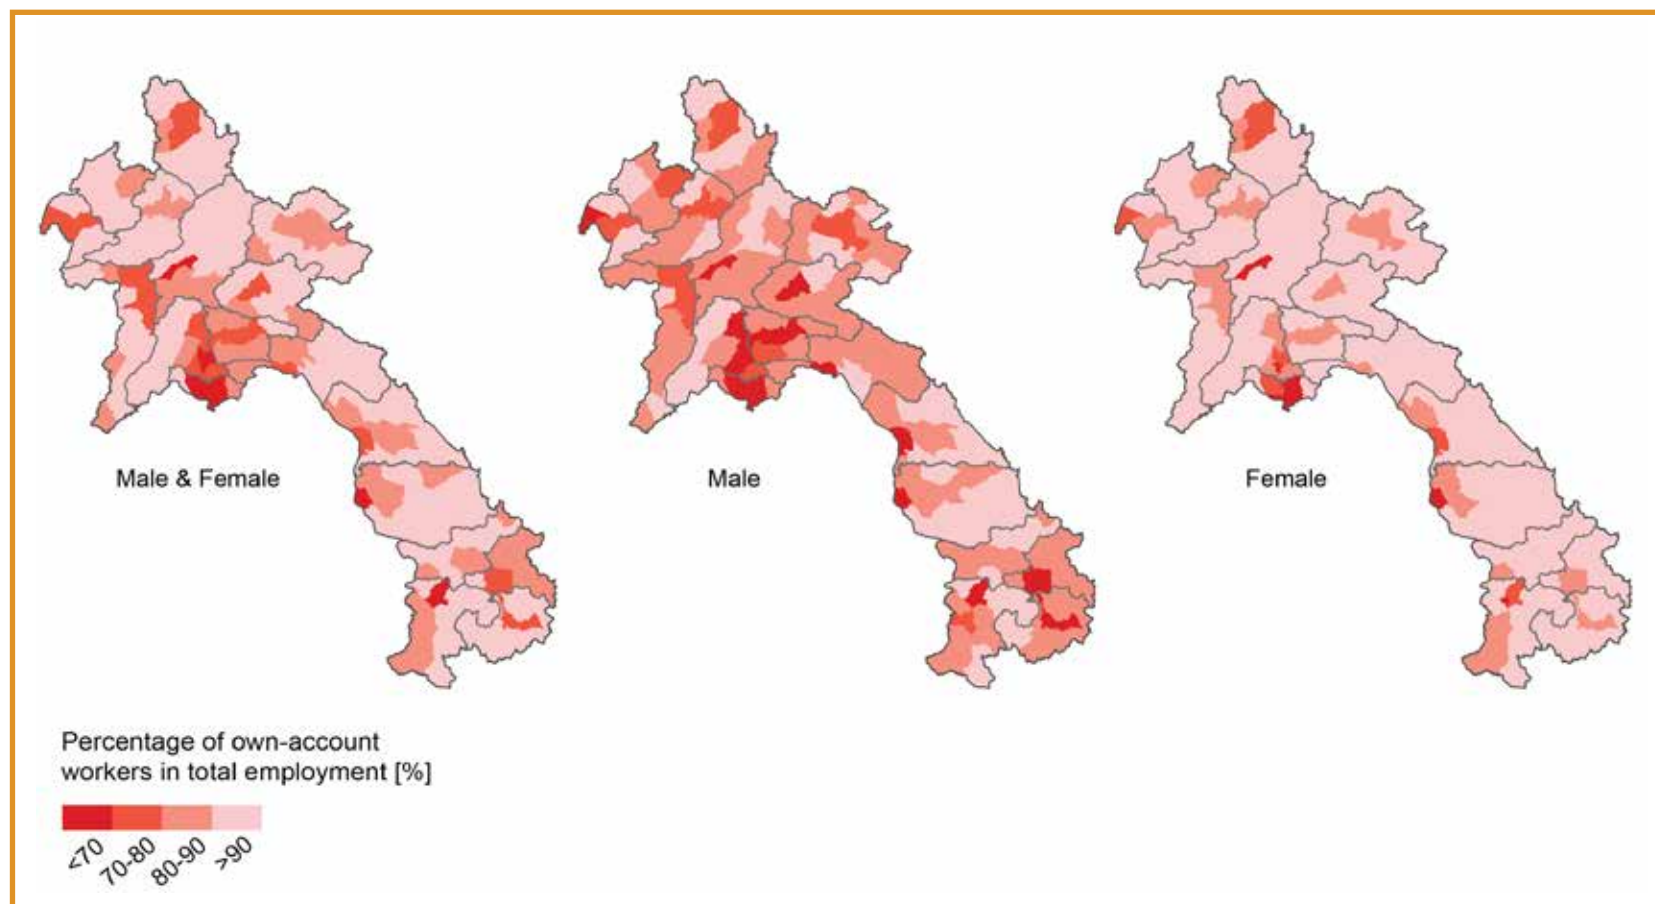 Male & Female
Male
Female
Percentage of own-account
workers in total employment [%]
<70
70-80
80-90
>90